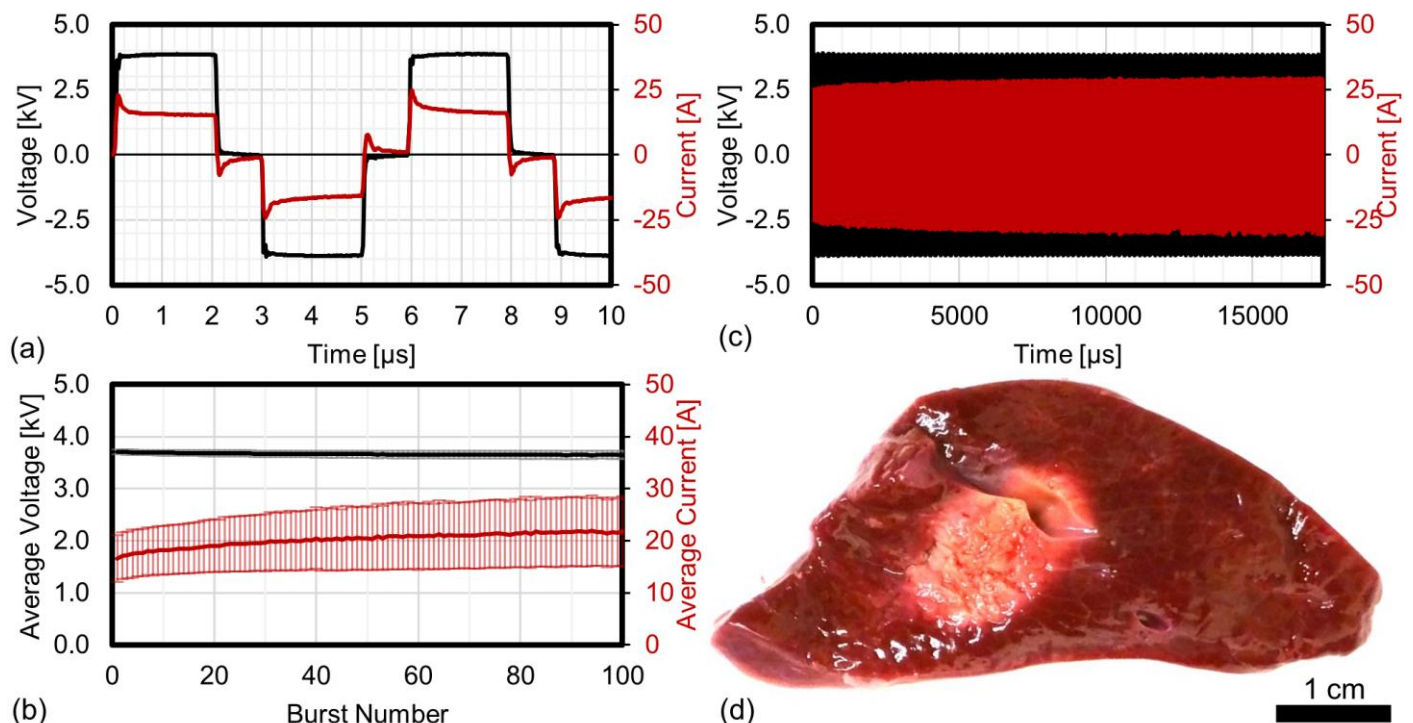 5.0
2.5
0.0
-2.5
-5.0
Voltage [kV]
50
25
0
-25
-50
Current [A]
0 1 2 3 4 5 6 7 8 9 10
Time [µs]
(a)
5.0
2.5
0.0
-2.5
-5.0
Voltage [kV]
50
25
0
-25
-50
Current [A]
0 5000 10000 15000
Time [µs]
(c)
5.0
4.0
3.0
2.0
1.0
0.0
Average Voltage [kV]
50
40
30
20
10
0
Average Current [A]
0 20 40 60 80 100
Burst Number
(b)
(d)
1 cm